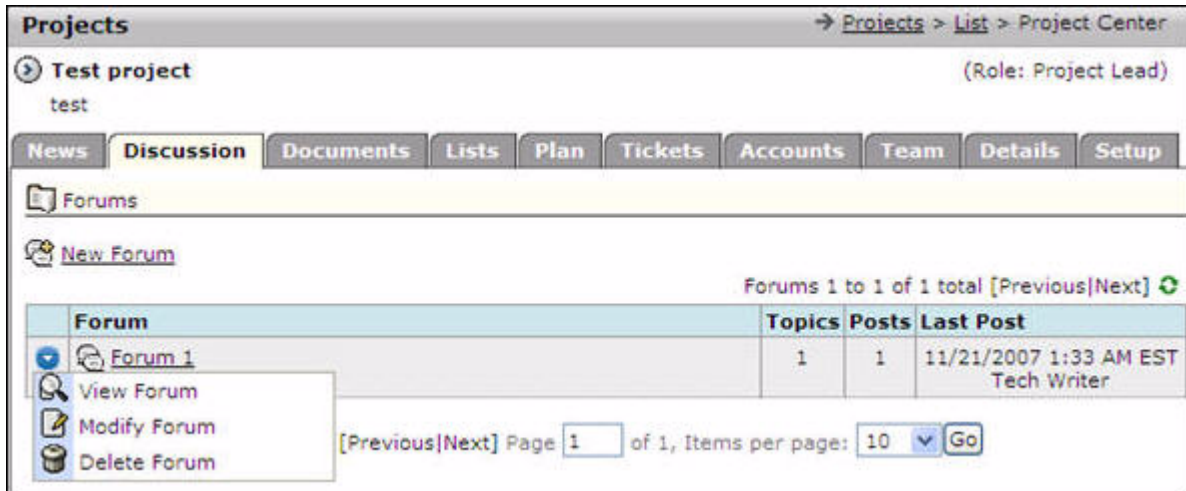 Projects
→ Projects > List > Project Center
Test project
(Role: Project Lead)
test
News Discussion Documents Lists Plan Tickets Accounts Team Details Setup
Forums
New Forum
Forums 1 to 1 of 1 total [Previous|Next]
Forum Topics Posts Last Post
Forum 1 1 1 11/21/2007 1:33 AM EST
Tech Writer
View Forum
Modify Forum
Delete Forum
[Previous|Next] Page 1 of 1, Items per page: 10 Go